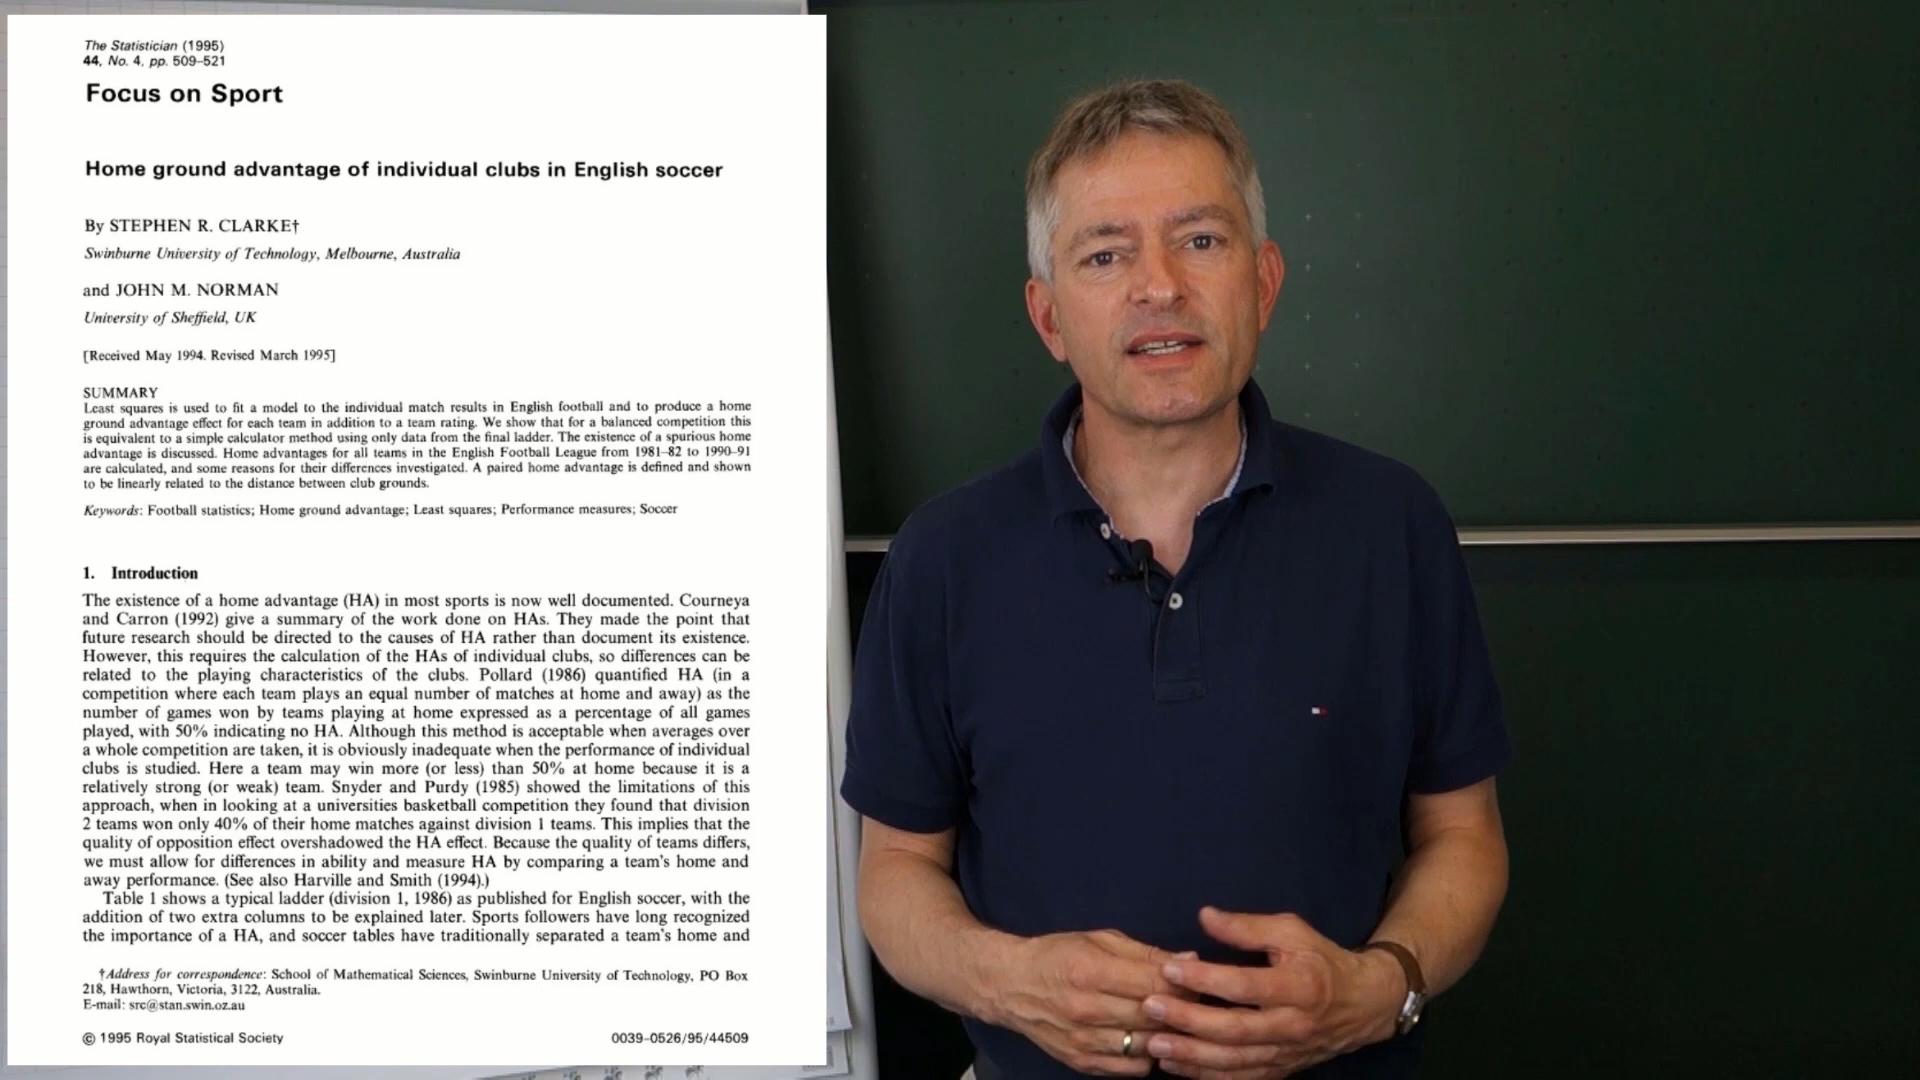 The Statistician (1995)
44, No. 4, pp. 509–521
Focus on Sport
Home ground advantage of individual clubs in English soccer
By STEPHEN R. CLARKE†
Swinburne University of Technology, Melbourne, Australia
and JOHN M. NORMAN
University of Sheffield, UK
[Received May 1994. Revised March 1995]
SUMMARY
Least squares is used to fit a model to the individual match results in English football and to produce a home
ground advantage effect for each team in addition to a team rating. We show that for a balanced competition this
is equivalent to a simple calculator method using only data from the final ladder. The existence of a spurious home
advantage is discussed. Home advantages for all teams in the English Football League from 1981–82 to 1990–91
are calculated, and some reasons for their differences investigated. A paired home advantage is defined and shown
to be linearly related to the distance between club grounds.
Keywords: Football statistics; Home ground advantage; Least squares; Performance measures; Soccer
1. Introduction
The existence of a home advantage (HA) in most sports is now well documented. Courneya
and Carron (1992) give a summary of the work done on HAs. They made the point that
future research should be directed to the causes of HA rather than document its existence.
However, this requires the calculation of the HAs of individual clubs, so differences can be
related to the playing characteristics of the clubs. Pollard (1986) quantified HA (in a
competition where each team plays an equal number of matches at home and away) as the
number of games won by teams playing at home expressed as a percentage of all games
played, with 50% indicating no HA. Although this method is acceptable when averages over
a whole competition are taken, it is obviously inadequate when the performance of individual
clubs is studied. Here a team may win more (or less) than 50% at home because it is a
relatively strong (or weak) team. Snyder and Purdy (1985) showed the limitations of this
approach, when in looking at a universities basketball competition they found that division
2 teams won only 40% of their home matches against division 1 teams. This implies that the
quality of opposition effect overshadowed the HA effect. Because the quality of teams differs,
we must allow for differences in ability and measure HA by comparing a team's home and
away performance. (See also Harville and Smith (1994).)
Table 1 shows a typical ladder (division 1, 1986) as published for English soccer, with the
addition of two extra columns to be explained later. Sports followers have long recognized
the importance of a HA, and soccer tables have traditionally separated a team's home and
†Address for correspondence: School of Mathematical Sciences, Swinburne University of Technology, PO Box
218, Hawthorn, Victoria, 3122, Australia.
E-mail: src@stan.swin.oz.au
© 1995 Royal Statistical Society 0039–0526/95/44509